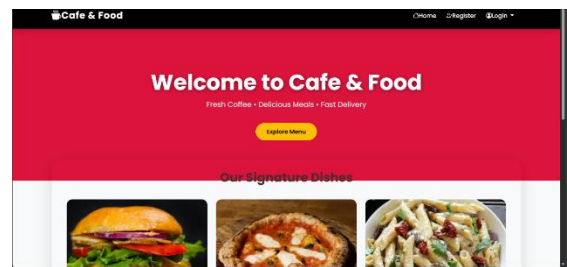 Cafe & Food
Home Register Login
Welcome to Cafe & Food
Fresh Coffee • Delicious Meals • Fast Delivery
Explore Menu
Our Signature Dishes